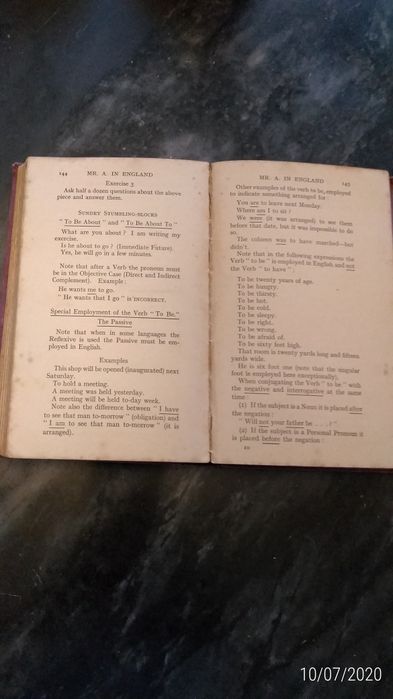 144 MR. A. IN ENGLAND
Exercise 3
Ask half a dozen questions about the above
piece and answer them.
SUNDRY STUMBLING-BLOCKS
" To Be About " and " To Be About To "
What are you about ? I am writing my
exercise.
Is he about to go ? (Immediate Future).
Yes, he will go in a few minutes.
Note that after a Verb the pronoun must
be in the Objective Case (Direct and Indirect
Complement). Example :
He wants me to go.
" He wants that I go " is INCORRECT.
Special Employment of the Verb " To Be."
The Passive
Note that when in some languages the
Reflexive is used the Passive must be em-
ployed in English.
Examples
This shop will be opened (inaugurated) next
Saturday.
To hold a meeting.
A meeting was held yesterday.
A meeting will be held to-day week.
Note also the difference between " I have
to see that man to-morrow " (obligation) and
" I am to see that man to-morrow " (it is
arranged).
MR. A. IN ENGLAND 145
Other examples of the verb to be, employed
to indicate something arranged for :
You are to leave next Monday.
Where am I to sit ?
We were (it was arranged) to see them
before that date, but it was impossible to do
so.
The column was to have marched—but
didn't.
Note that in the following expressions the
Verb " to be " is employed in English and not
the Verb " to have " :
To be twenty years of age.
To be hungry.
To be thirsty.
To be hot.
To be cold.
To be sleepy.
To be right.
To be wrong.
To be afraid of.
To be sixty feet high.
That room is twenty yards long and fifteen
yards wide.
He is six foot one (note that the singular
foot is employed here exceptionally).
When conjugating the Verb " to be " with
the negative and interrogative at the same
time :
(1) If the subject is a Noun it is placed after
the negation :
" Will not your father be . . . ?"
(2) If the subject is a Personal Pronoun it
is placed before the negation :
10/07/2020